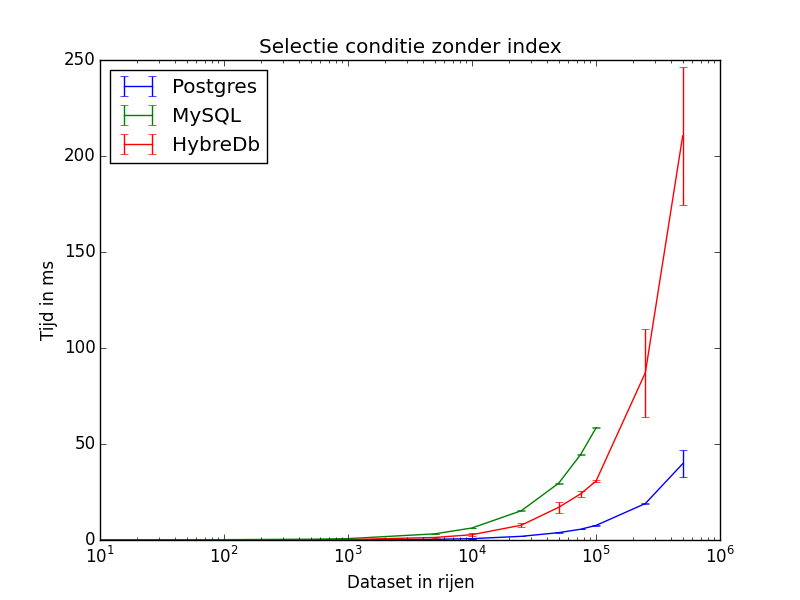 Selectie conditie zonder index
Postgres
MySQL
HybreDb
250
200
150
100
50
0
Tijd in ms
10^1 10^2 10^3 10^4 10^5 10^6
Dataset in rijen